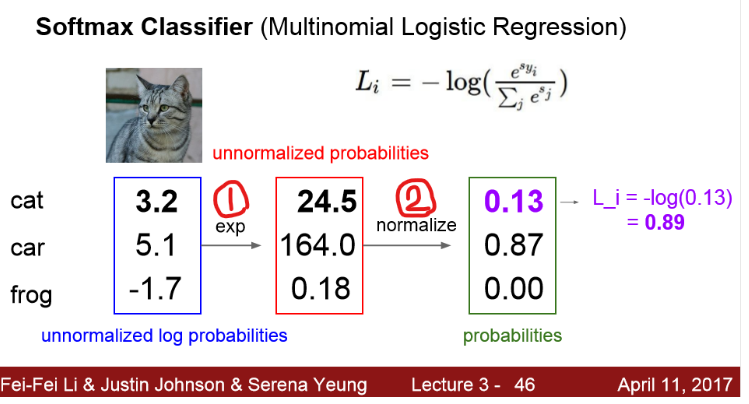 Softmax Classifier (Multinomial Logistic Regression)
L_i = − log(e^{s_{y_i}} / ∑_j e^{s_j})
unnormalized probabilities
cat 3.2 ① 24.5 ② 0.13 → L_i = -log(0.13)
exp normalize = 0.89
car 5.1 164.0 0.87
frog -1.7 0.18 0.00
unnormalized log probabilities probabilities
Fei-Fei Li & Justin Johnson & Serena Yeung Lecture 3 - 46 April 11, 2017